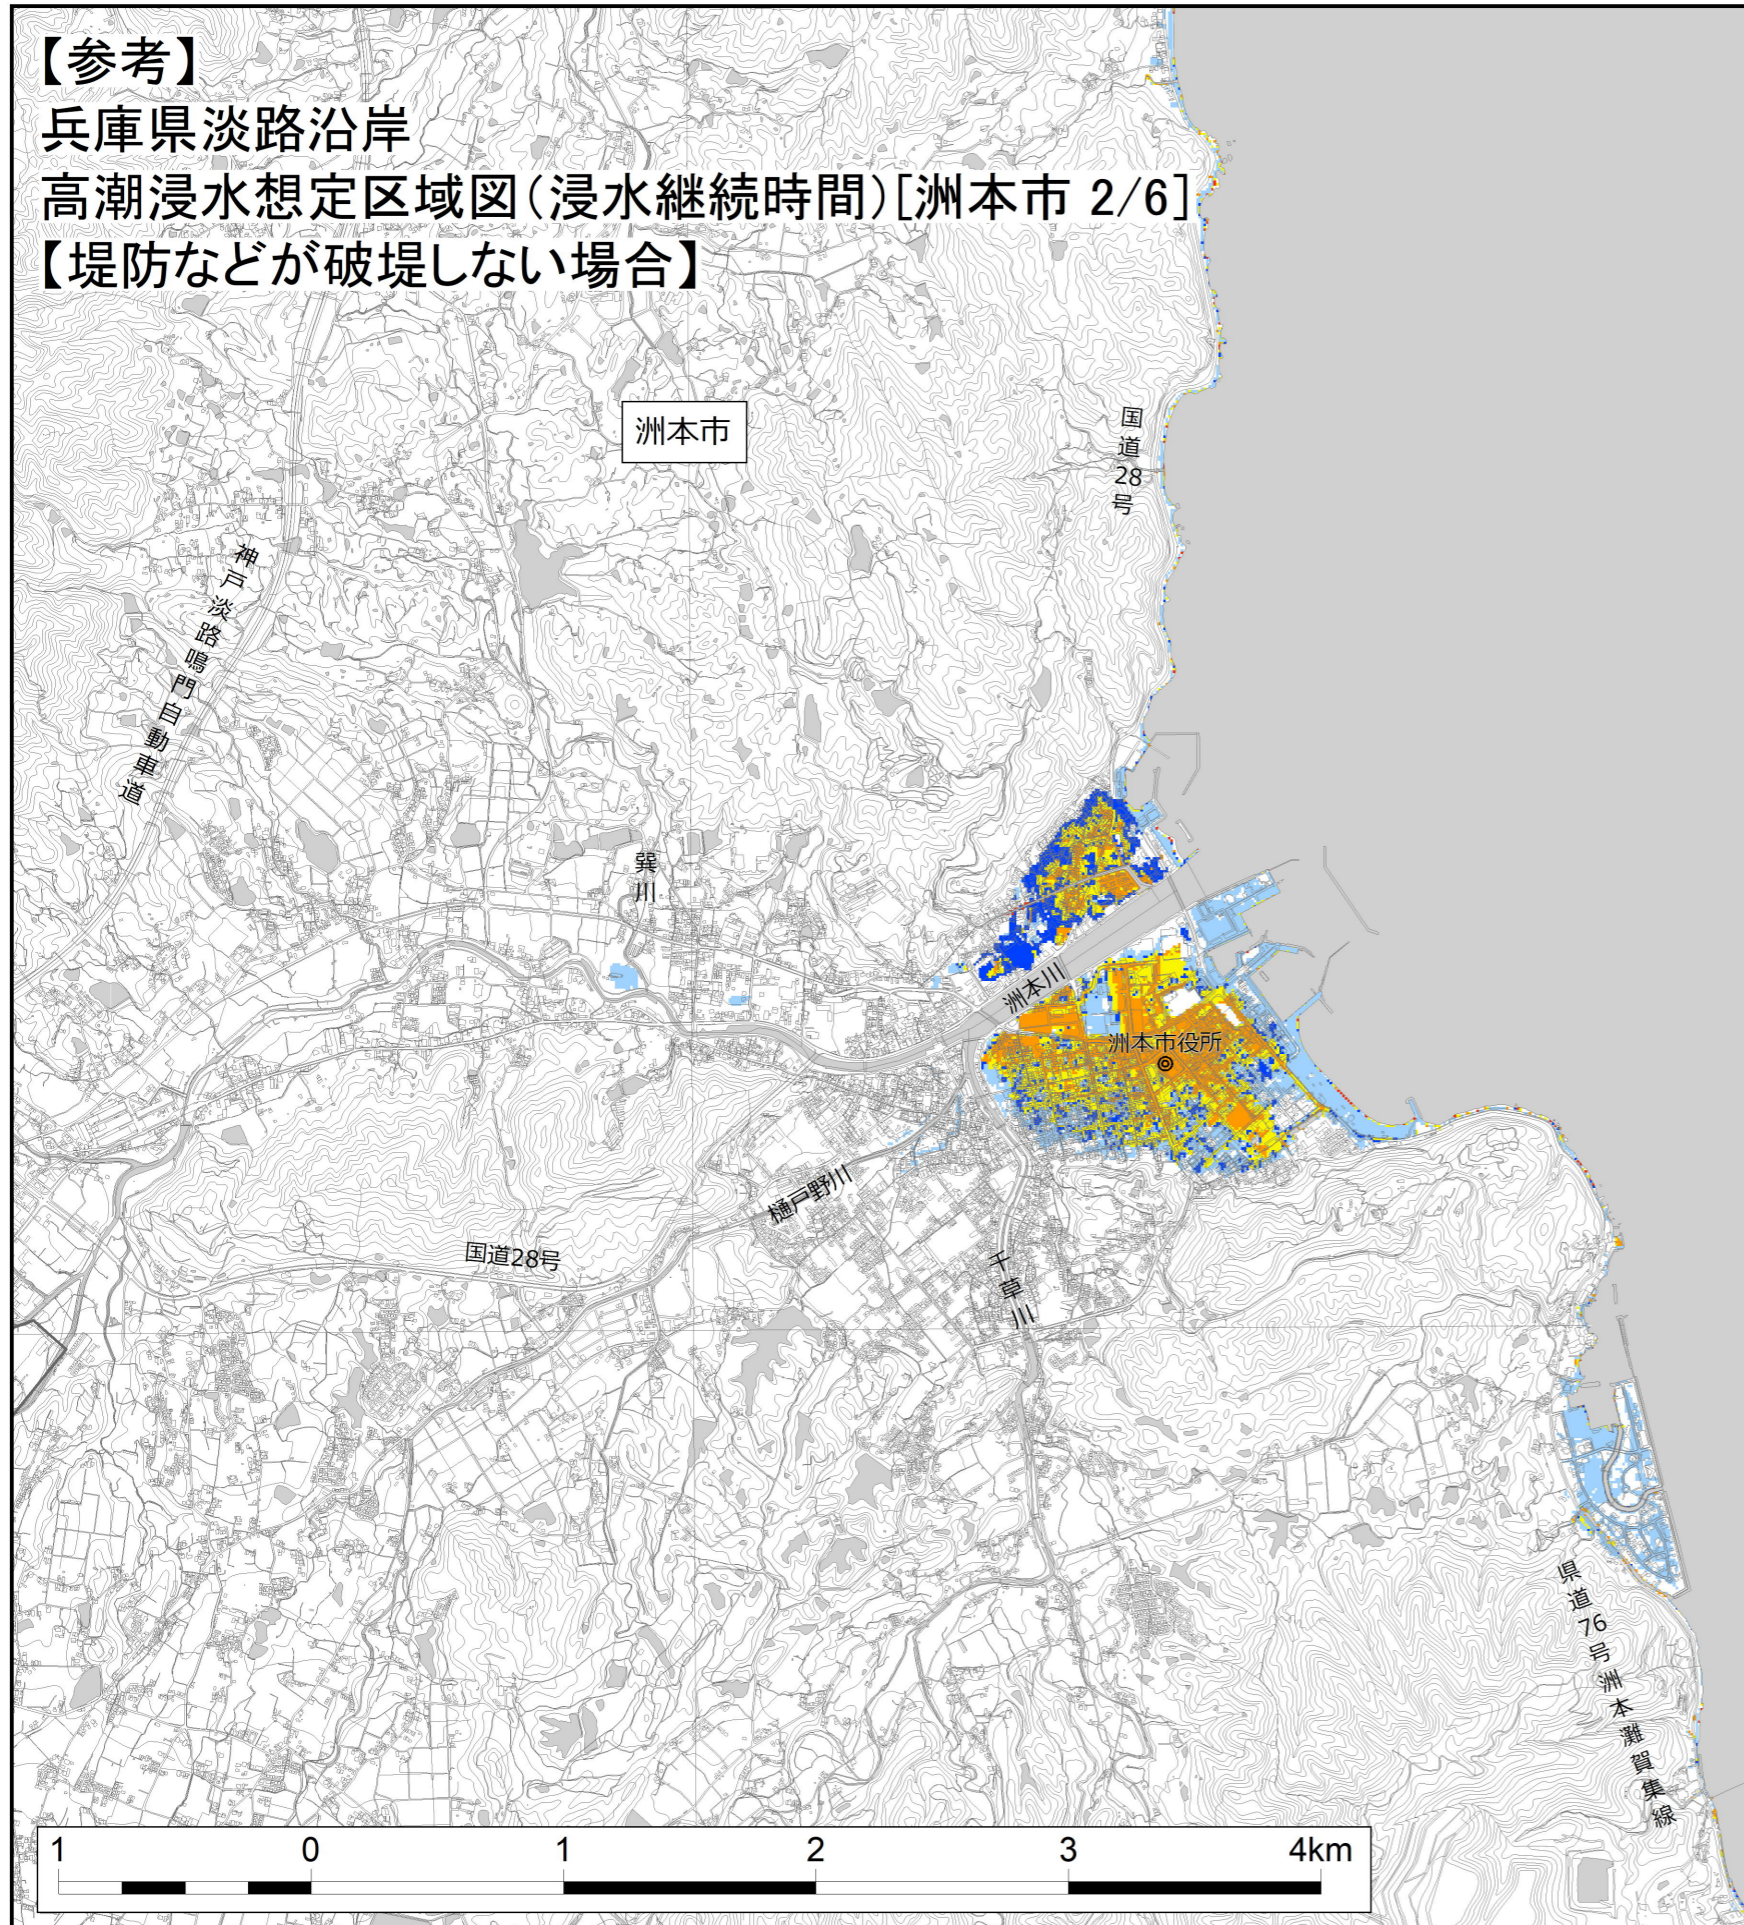 【参考】
兵庫県淡路沿岸
高潮浸水想定区域図(浸水継続時間)[洲本市 2/6]
【堤防などが破堤しない場合】
洲本市
国道28号
神戸淡路鳴門自動車道
巽川
洲本川
洲本市役所
樋戸野川
国道28号
千草川
県道76号洲本灘賀集線
1 0 1 2 3 4km